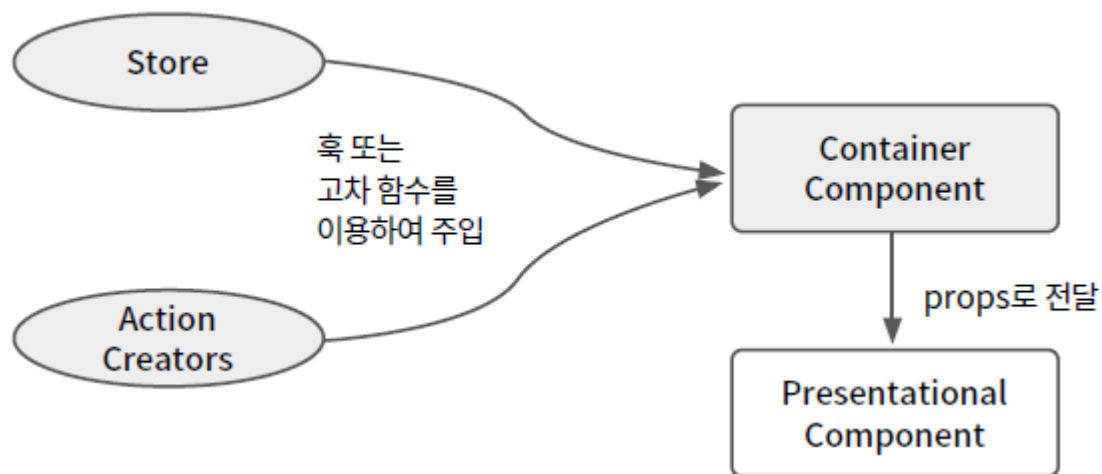 Store
훅 또는
고차 함수를
이용하여 주입
Container
Component
Action
Creators
props로 전달
Presentational
Component